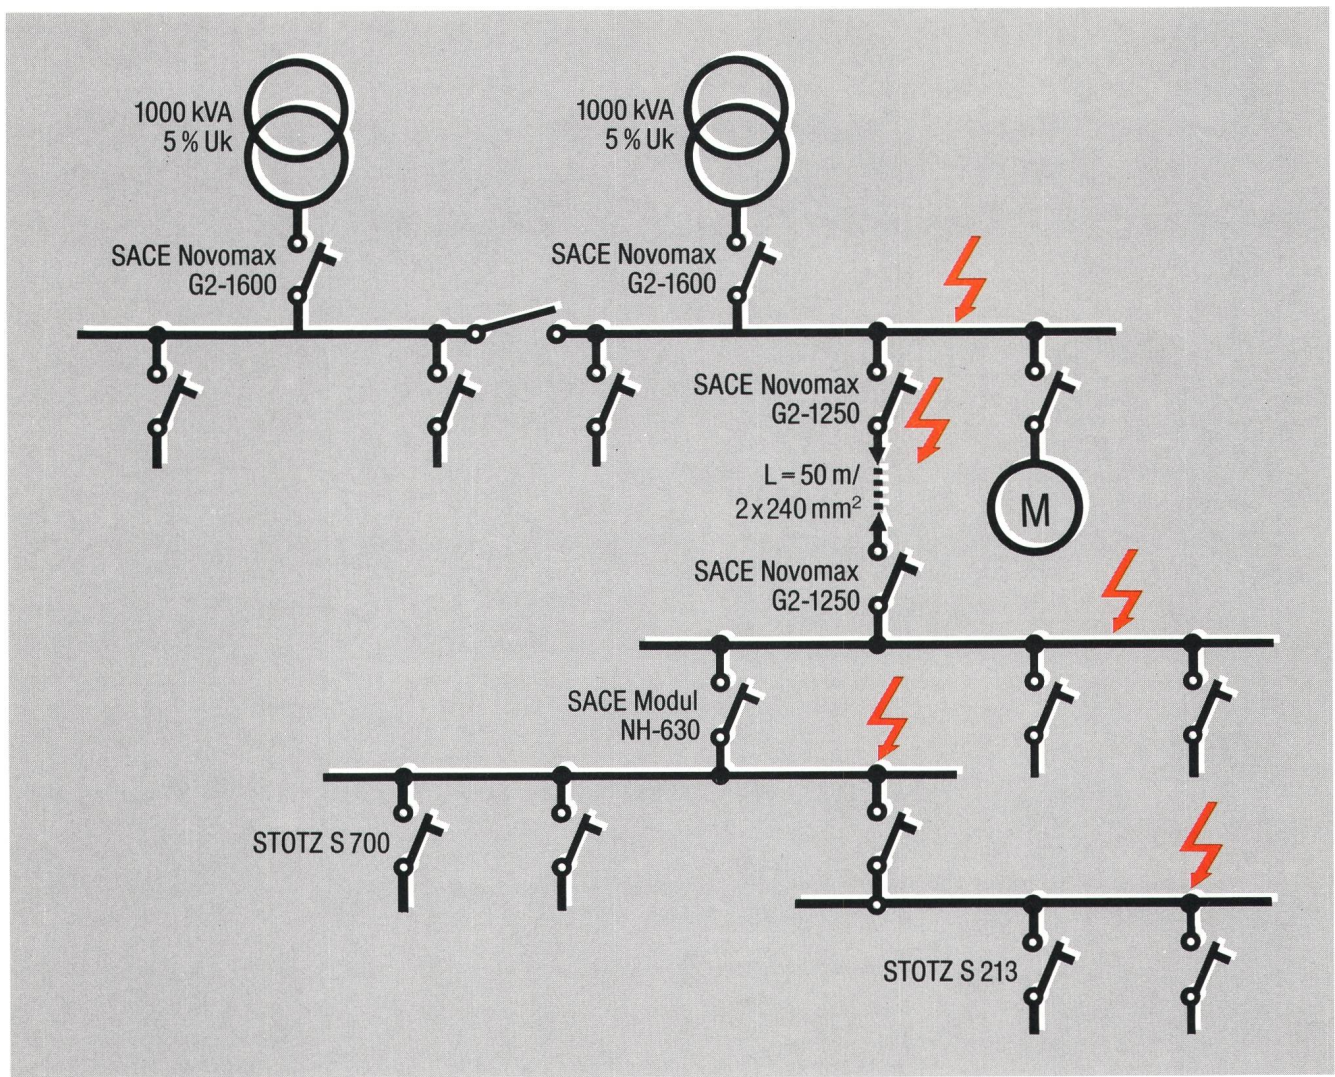 1000 kVA
5 % Uk
1000 kVA
5 % Uk
SACE Novomax
G2-1600
SACE Novomax
G2-1600
SACE Novomax
G2-1250
L = 50 m/
2 x 240 mm²
M
SACE Novomax
G2-1250
SACE Modul
NH-630
STOTZ S 700
STOTZ S 213